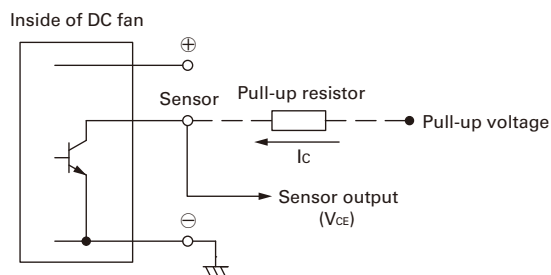 Inside of DC fan
⊕
Sensor
Pull-up resistor
Pull-up voltage
Ic
Sensor output
(VCE)
⊖